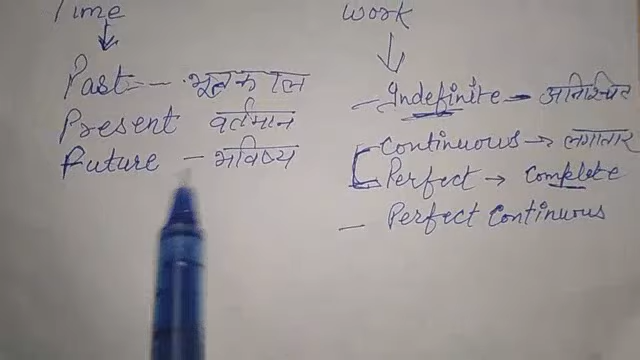 Time
↓
Past - भूतकाल
Present वर्तमान
Future - भविष्य
Work
↓
- Indefinite → अनिश्चित
Continuous → लगातार
Perfect → Complete
- Perfect Continuous